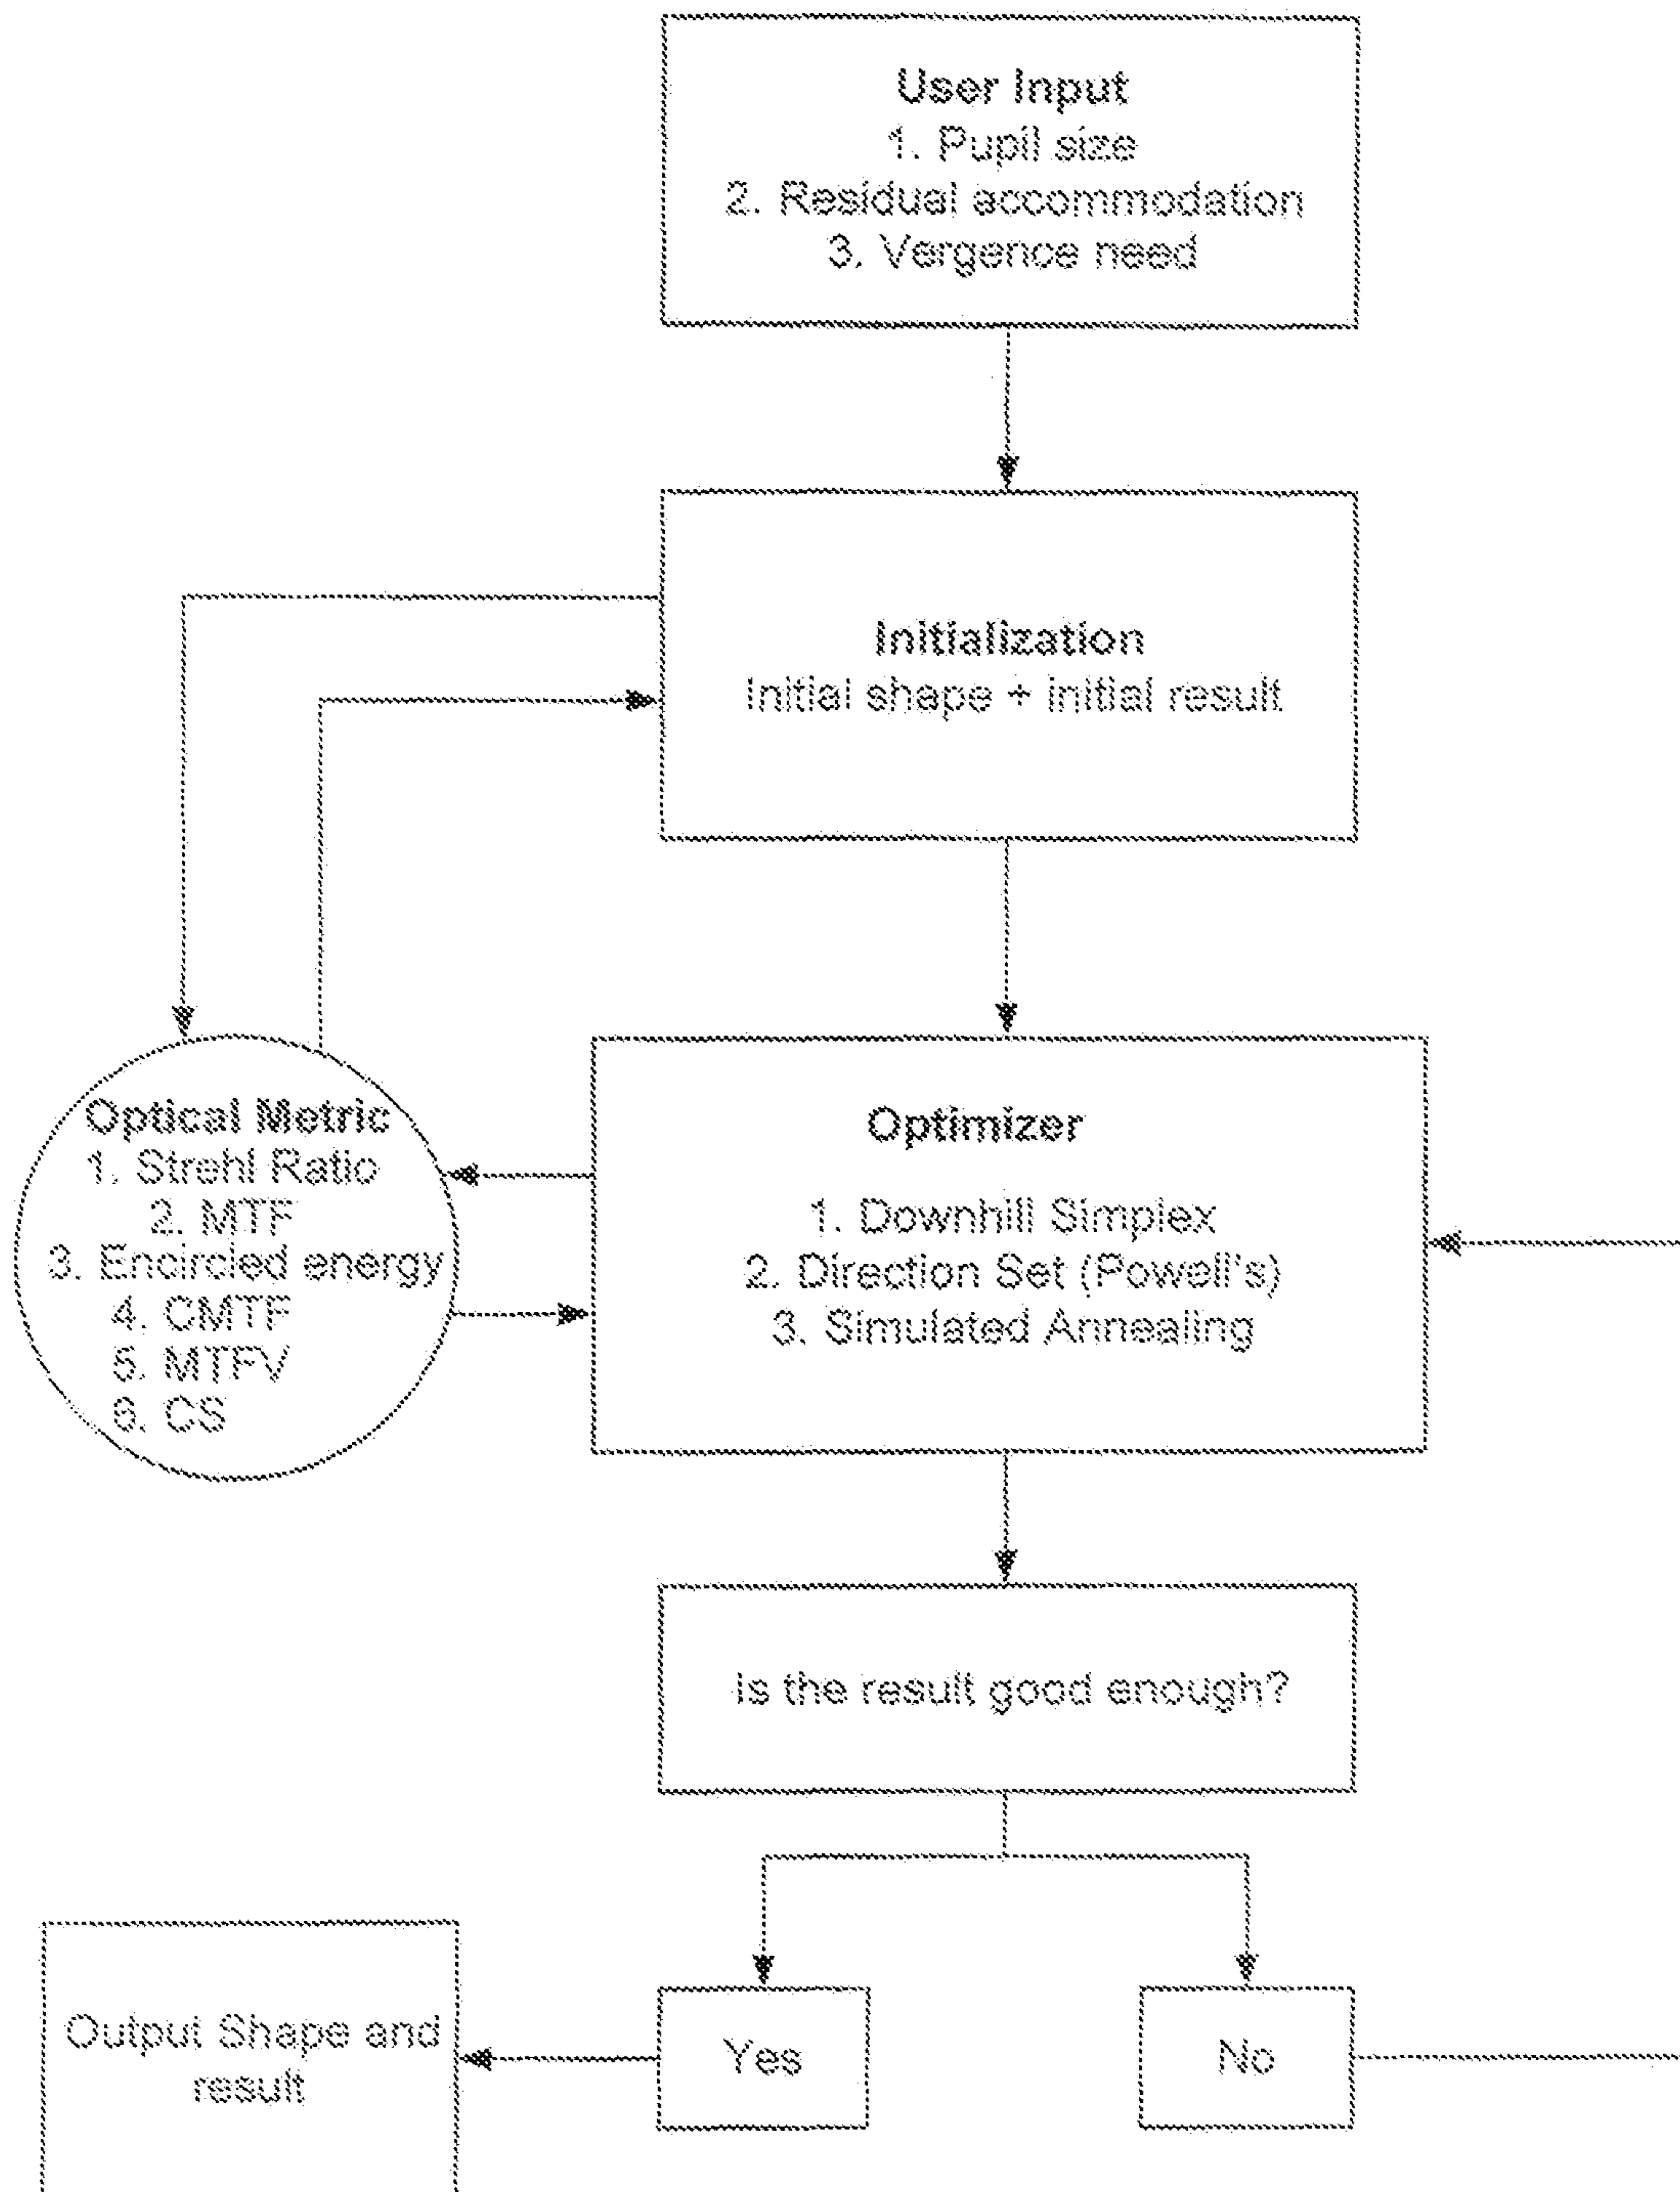 User Input
1. Pupil size
2. Residual accommodation
3. Vergence need
Initialization
Initial shape + initial result
Optical Metric
1. Strehl Ratio
2. MTF
3. Encircled energy
4. CMTF
5. MTFV
6. CS
Optimizer
1. Downhill Simplex
2. Direction Set (Powell's)
3. Simulated Annealing
Is the result good enough?
Yes
No
Output Shape and
result